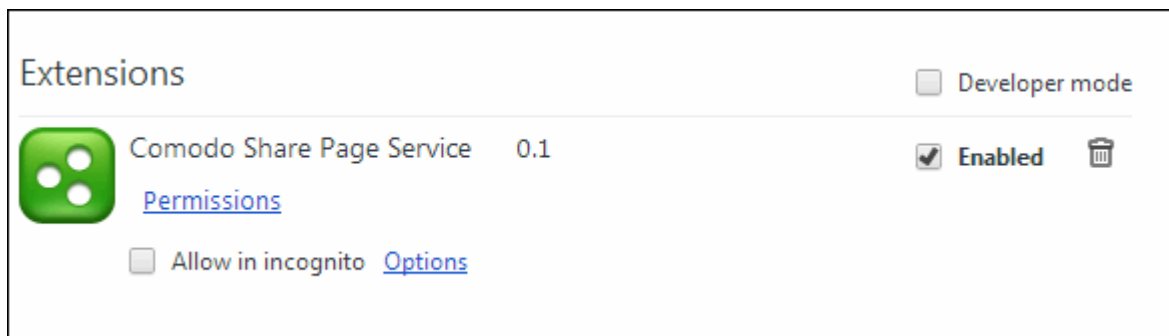 Extensions Developer mode
Comodo Share Page Service 0.1 Enabled
Permissions
Allow in incognito Options